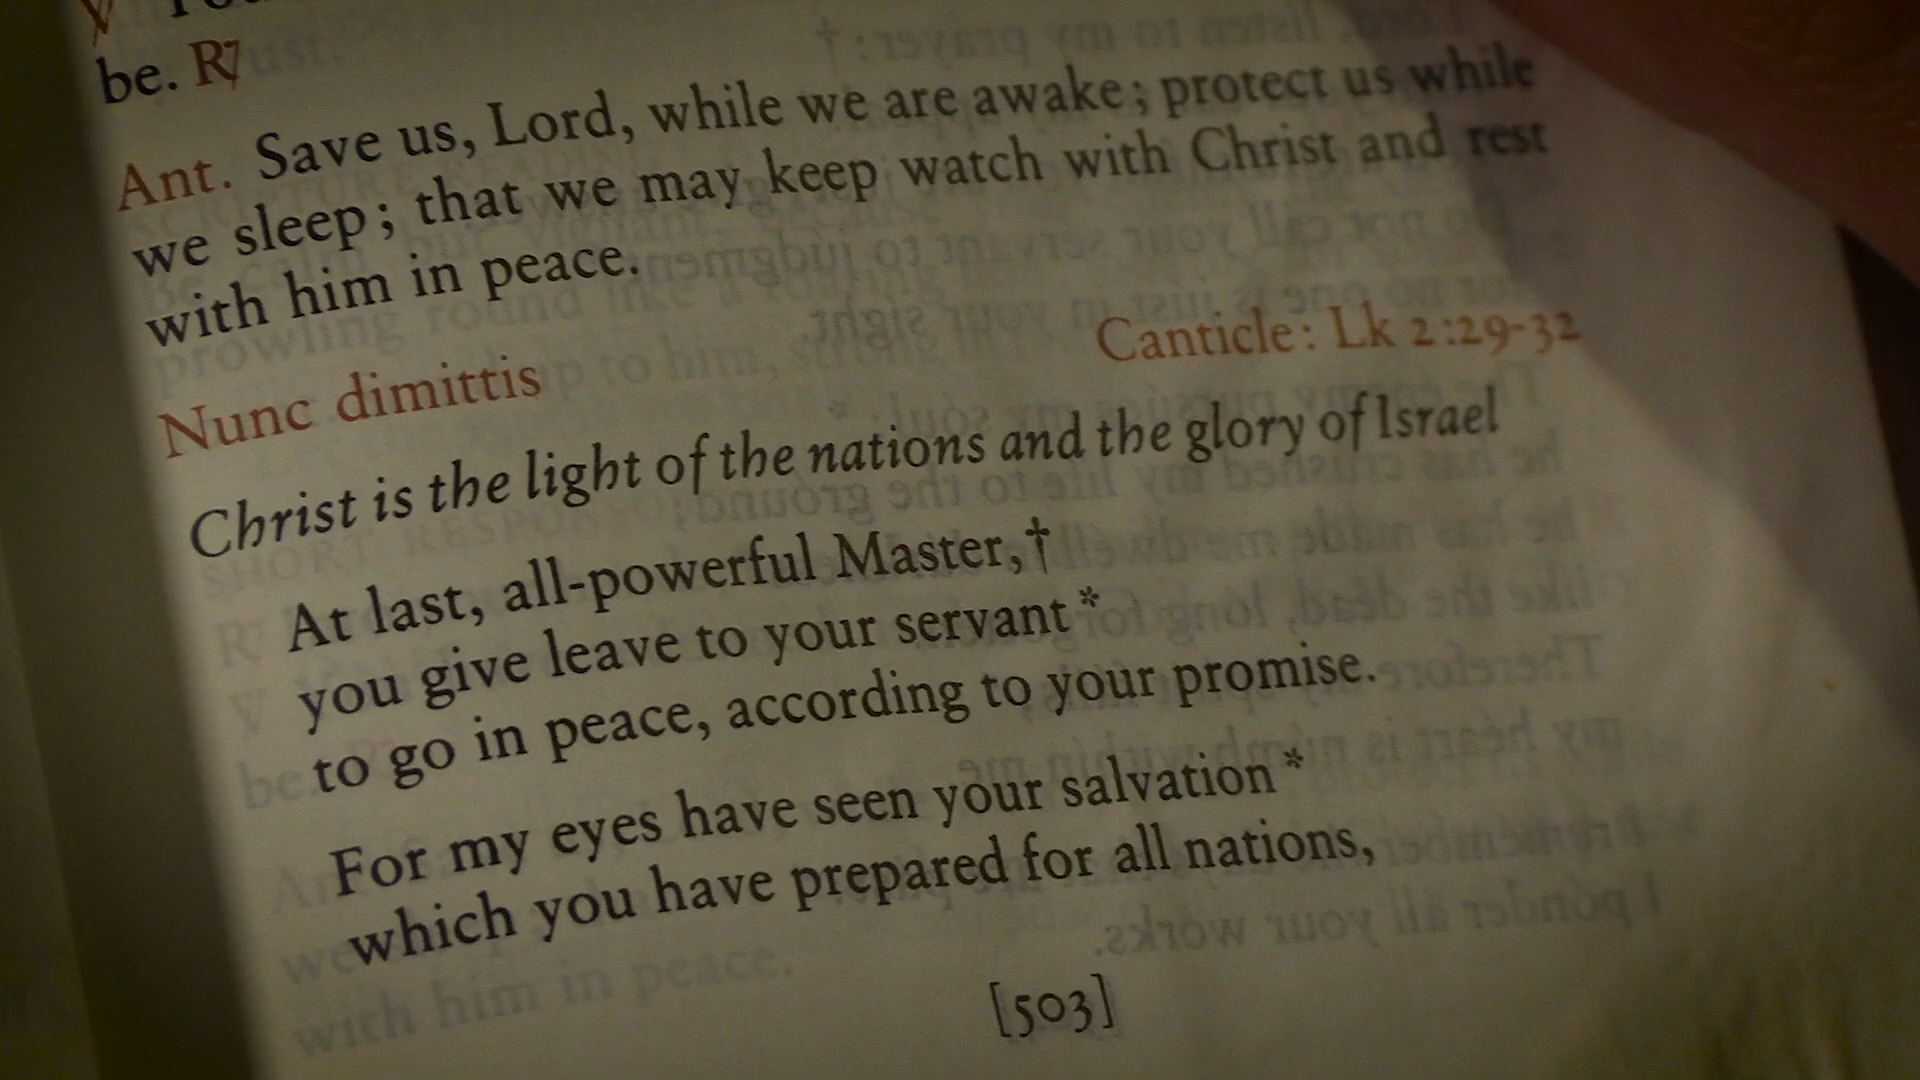 be. ℟
Ant. Save us, Lord, while we are awake; protect us while
we sleep; that we may keep watch with Christ and rest
with him in peace.
Nunc dimittis Canticle: Lk 2:29-32
Christ is the light of the nations and the glory of Israel
At last, all-powerful Master,†
you give leave to your servant*
to go in peace, according to your promise.
For my eyes have seen your salvation*
which you have prepared for all nations,
[503]